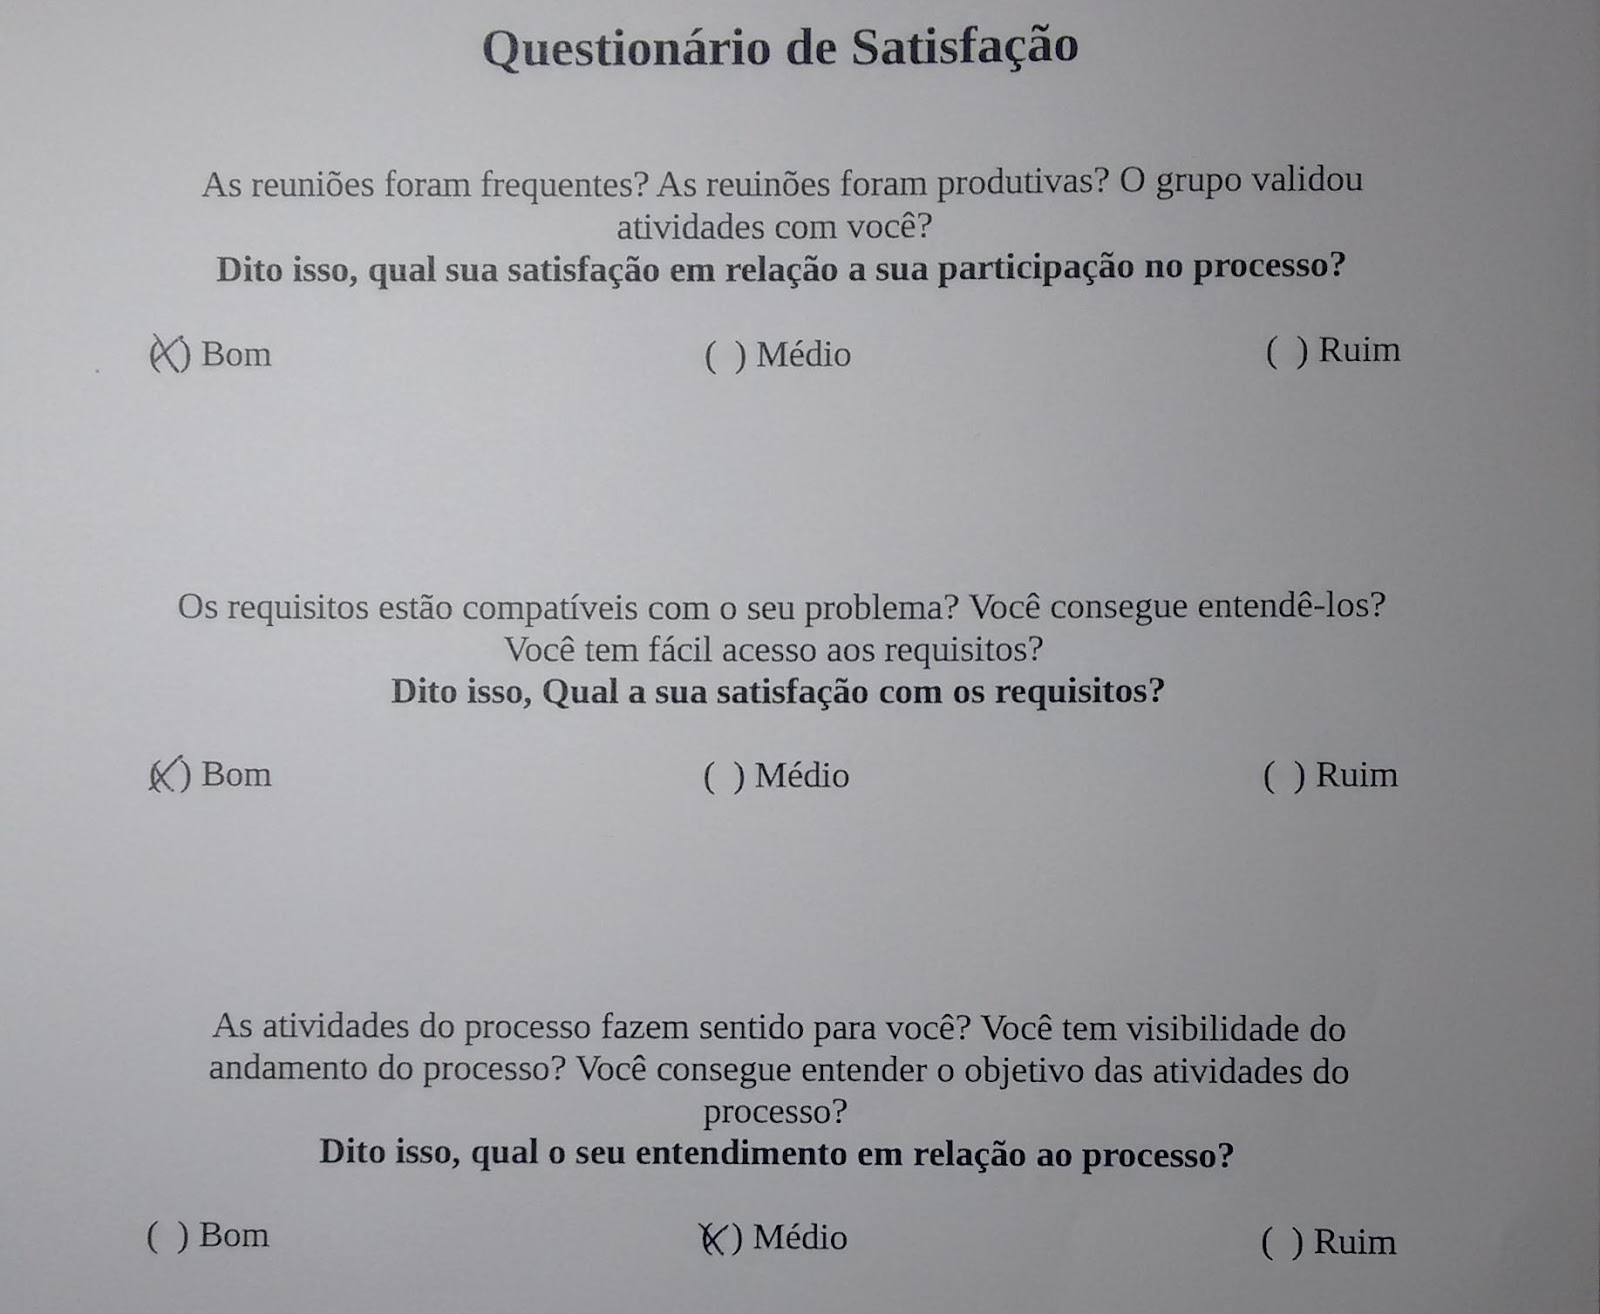 Questionário de Satisfação
As reuniões foram frequentes? As reuinões foram produtivas? O grupo validou
atividades com você?
Dito isso, qual sua satisfação em relação a sua participação no processo?
(X) Bom ( ) Médio ( ) Ruim
Os requisitos estão compatíveis com o seu problema? Você consegue entendê-los?
Você tem fácil acesso aos requisitos?
Dito isso, Qual a sua satisfação com os requisitos?
(X) Bom ( ) Médio ( ) Ruim
As atividades do processo fazem sentido para você? Você tem visibilidade do
andamento do processo? Você consegue entender o objetivo das atividades do
processo?
Dito isso, qual o seu entendimento em relação ao processo?
( ) Bom (X) Médio ( ) Ruim